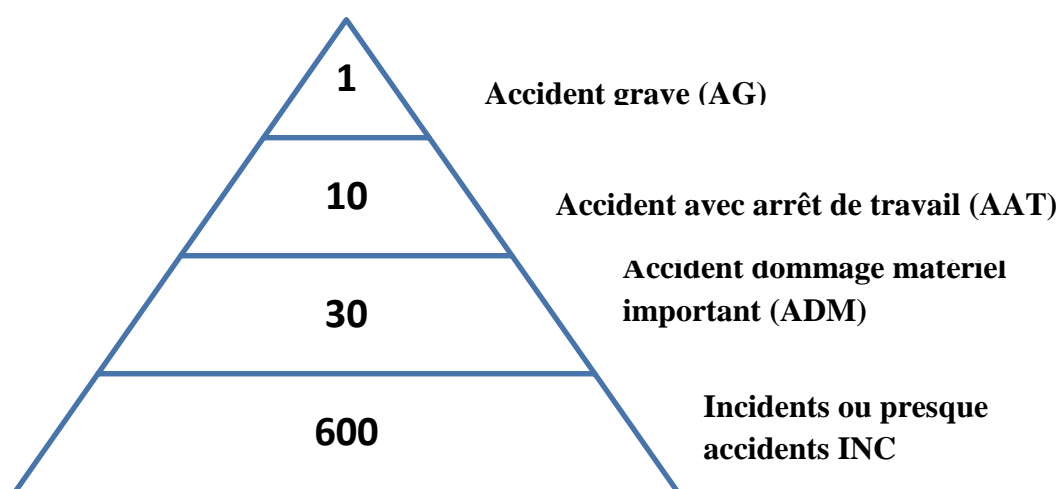 1
Accident grave (AG)
10
Accident avec arrêt de travail (AAT)
Accident dommage matériel
important (ADM)
30
Incidents ou presque
accidents INC
600